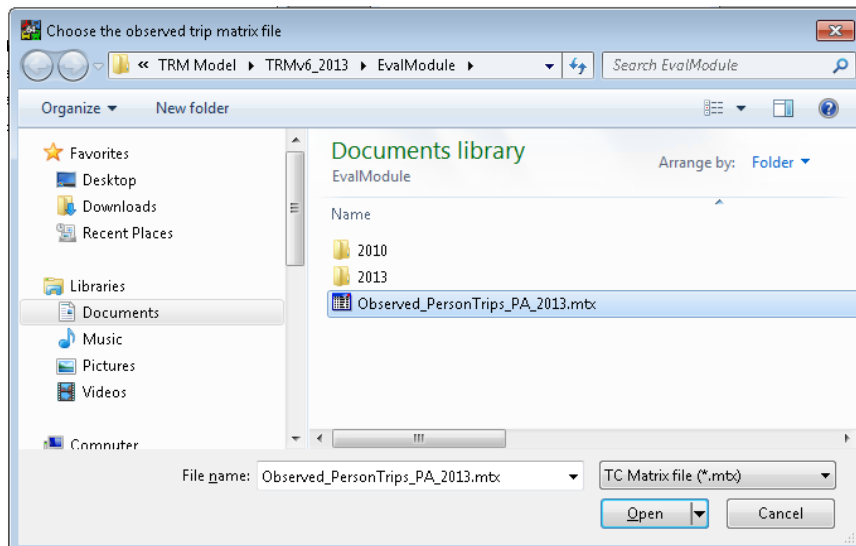 Choose the observed trip matrix file
« TRM Model TRMv6_2013 EvalModule
Search EvalModule
Organize New folder
Favorites
Desktop
Downloads
Recent Places
Libraries
Documents
Music
Pictures
Videos
Computer
Documents library
EvalModule
Arrange by: Folder
Name
2010
2013
Observed_PersonTrips_PA_2013.mtx
File name: Observed_PersonTrips_PA_2013.mtx
TC Matrix file (*.mtx)
Open Cancel